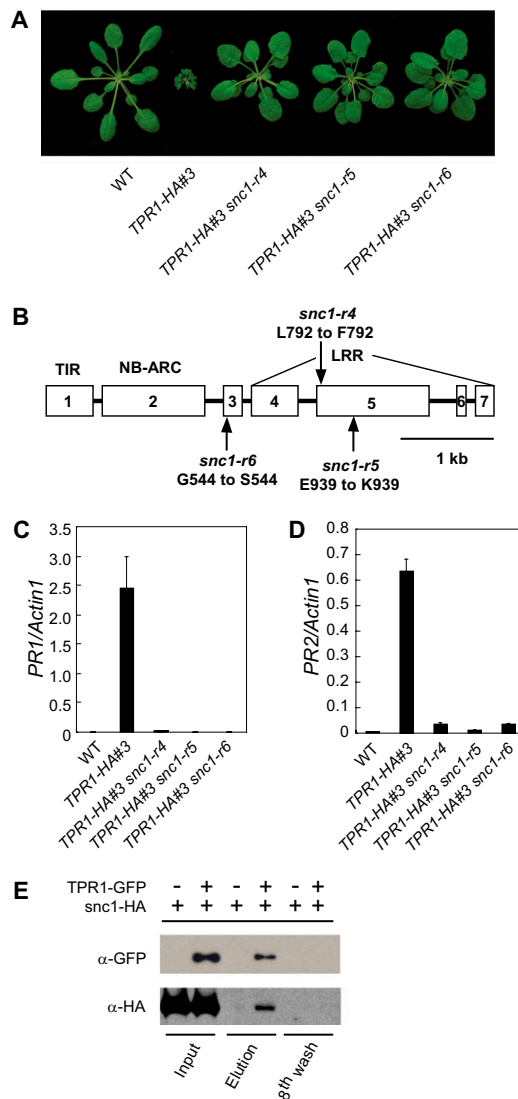 A
WT
TPR1-HA#3
TPR1-HA#3 snc1-r4
TPR1-HA#3 snc1-r5
TPR1-HA#3 snc1-r6
B
snc1-r4
L792 to F792
TIR
NB-ARC
LRR
1
2
3
4
5
6
7
snc1-r6
G544 to S544
snc1-r5
E939 to K939
1 kb
C
PR1/Actin1
3.5
3.0
2.5
2.0
1.5
1.0
0.5
0
WT
TPR1-HA#3
TPR1-HA#3 snc1-r4
TPR1-HA#3 snc1-r5
TPR1-HA#3 snc1-r6
D
PR2/Actin1
0.8
0.7
0.6
0.5
0.4
0.3
0.2
0.1
0
WT
TPR1-HA#3
TPR1-HA#3 snc1-r4
TPR1-HA#3 snc1-r5
TPR1-HA#3 snc1-r6
E
TPR1-GFP - + - + - +
snc1-HA + + + + + +
α-GFP
α-HA
Input
Elution
8th wash